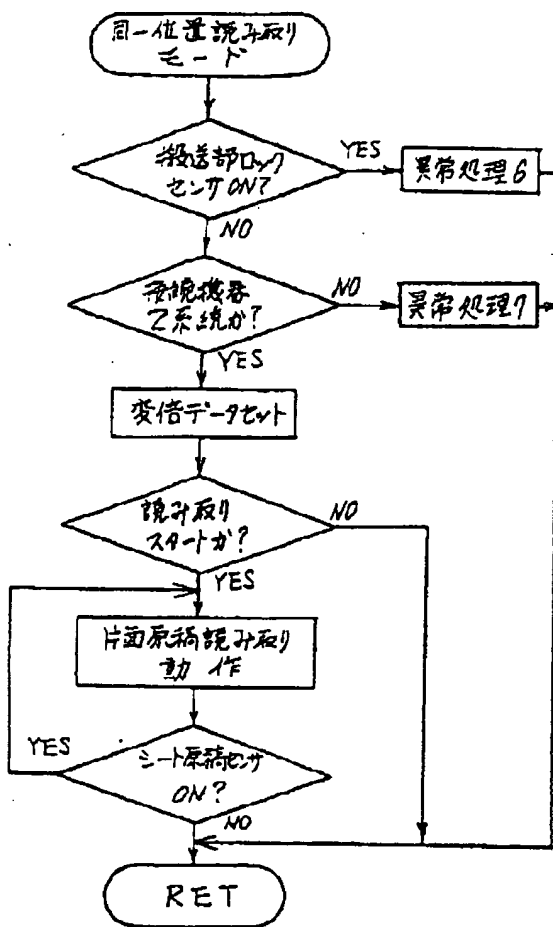 同一位置読み取り
モード
搬送部ロック
センサON?
YES
異常処理6
NO
接続機器
2系統か?
NO
異常処理7
YES
変倍データセット
読み取り
スタートか?
NO
YES
片面原稿読み取り
動作
YES
シート原稿センサ
ON?
NO
RET